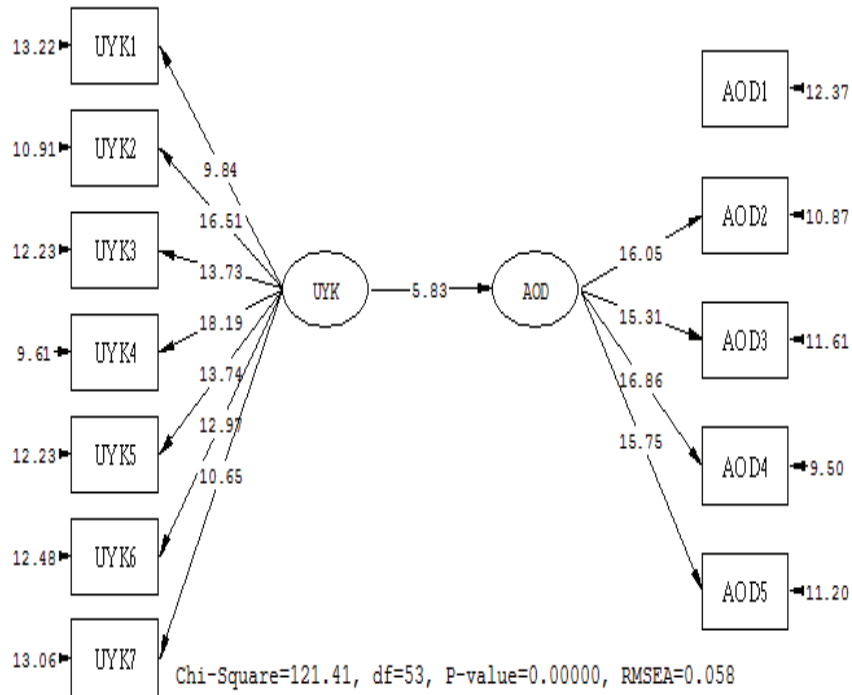 13.22 UYK1
AOD1 12.37
10.91 UYK2
9.84
AOD2 10.87
16.51
16.05
12.23 UYK3
13.73
UYK 5.83 AOD
18.19
15.31
AOD3 11.61
9.61 UYK4
13.74
16.86
12.97
15.75
12.23 UYK5
AOD4 9.50
10.65
12.48 UYK6
AOD5 11.20
13.06 UYK7
Chi-Square=121.41, df=53, P-value=0.00000, RMSEA=0.058